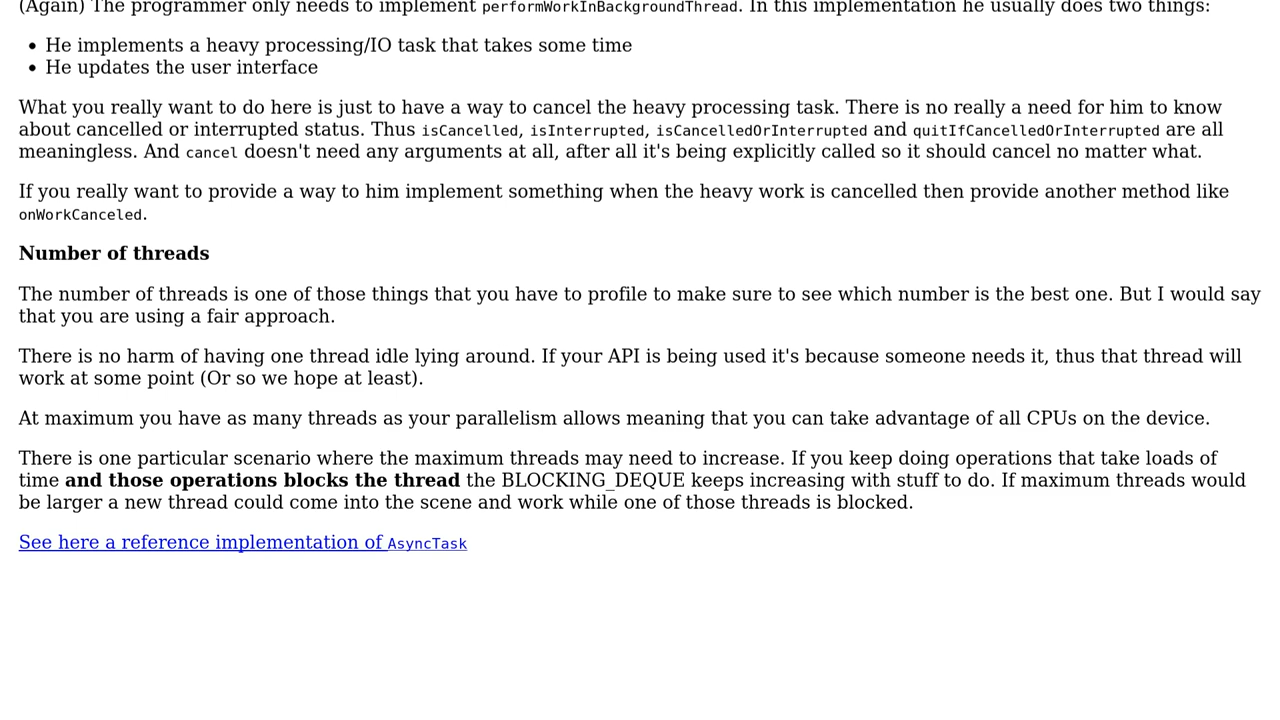 (Again) The programmer only needs to implement performWorkInBackgroundThread. In this implementation he usually does two things:
• He implements a heavy processing/IO task that takes some time
• He updates the user interface
What you really want to do here is just to have a way to cancel the heavy processing task. There is no really a need for him to know
about cancelled or interrupted status. Thus isCancelled, isInterrupted, isCancelledOrInterrupted and quitIfCancelledOrInterrupted are all
meaningless. And cancel doesn't need any arguments at all, after all it's being explicitly called so it should cancel no matter what.
If you really want to provide a way to him implement something when the heavy work is cancelled then provide another method like
onWorkCanceled.
Number of threads
The number of threads is one of those things that you have to profile to make sure to see which number is the best one. But I would say
that you are using a fair approach.
There is no harm of having one thread idle lying around. If your API is being used it's because someone needs it, thus that thread will
work at some point (Or so we hope at least).
At maximum you have as many threads as your parallelism allows meaning that you can take advantage of all CPUs on the device.
There is one particular scenario where the maximum threads may need to increase. If you keep doing operations that take loads of
time and those operations blocks the thread the BLOCKING_DEQUE keeps increasing with stuff to do. If maximum threads would
be larger a new thread could come into the scene and work while one of those threads is blocked.
See here a reference implementation of AsyncTask